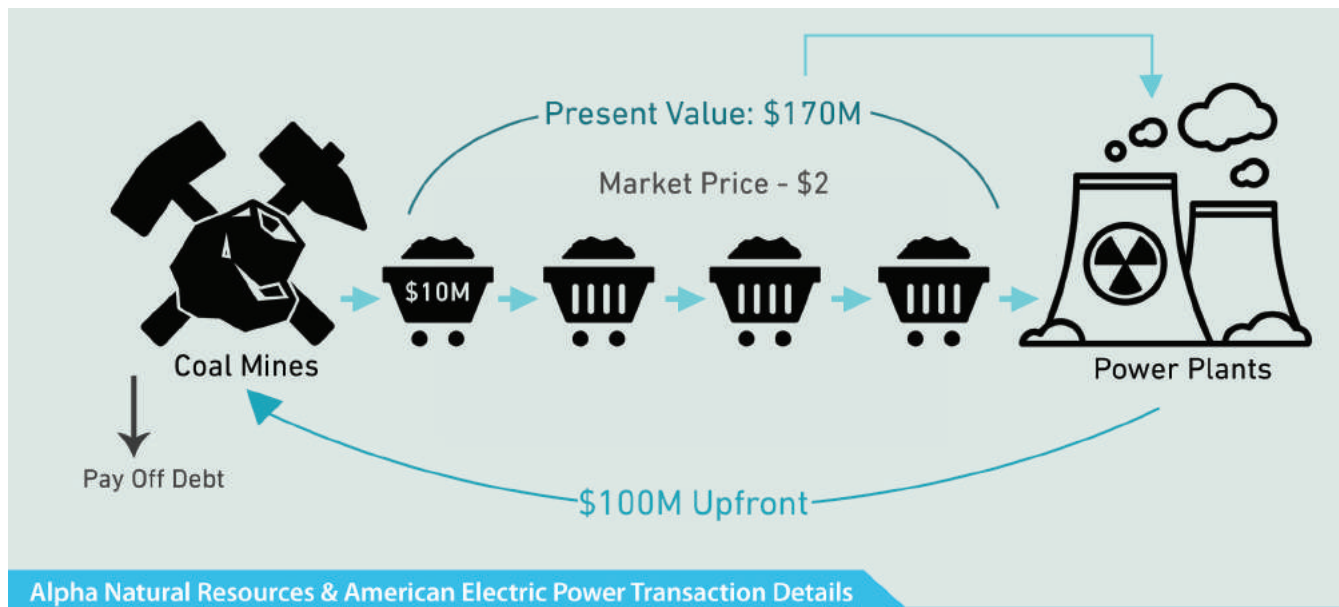 Present Value: $170M
Market Price - $2
$10M
Coal Mines
Power Plants
Pay Off Debt
$100M Upfront
Alpha Natural Resources & American Electric Power Transaction Details